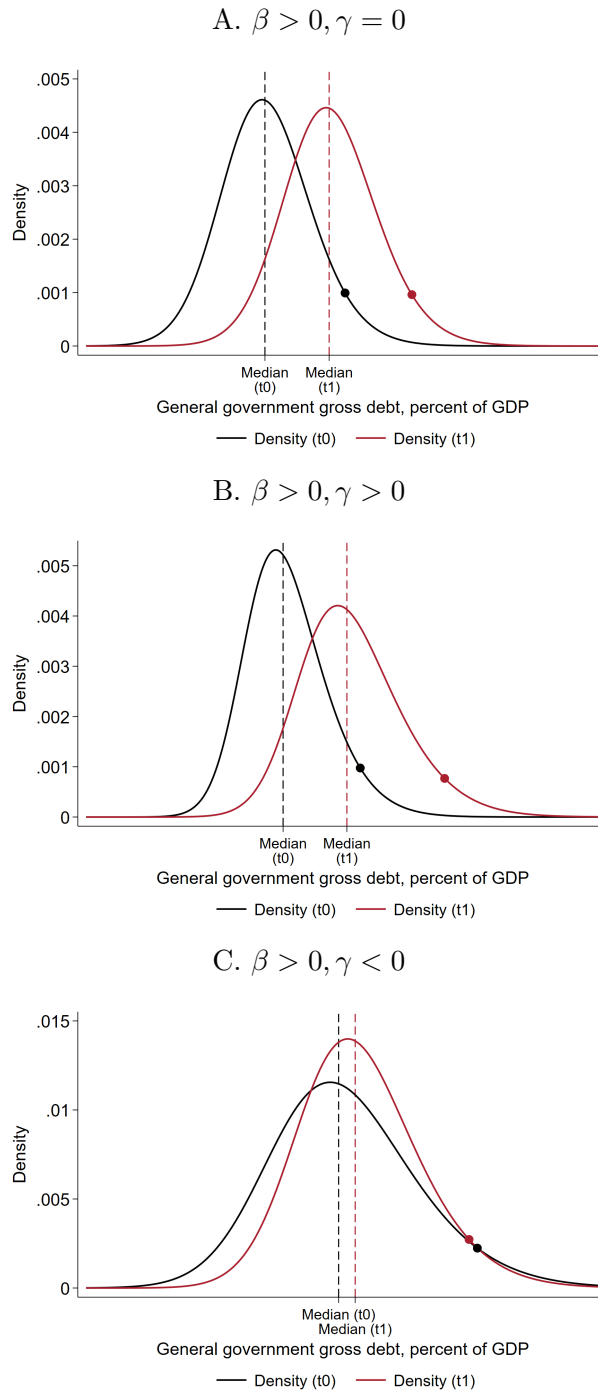 A. β > 0, γ = 0
.005
.004
.003
.002
.001
0
Density
Median
(t0)
Median
(t1)
General government gross debt, percent of GDP
Density (t0)
Density (t1)
B. β > 0, γ > 0
.005
.004
.003
.002
.001
0
Density
Median
(t0)
Median
(t1)
General government gross debt, percent of GDP
Density (t0)
Density (t1)
C. β > 0, γ < 0
.015
.01
.005
0
Density
Median (t0)
Median (t1)
General government gross debt, percent of GDP
Density (t0)
Density (t1)